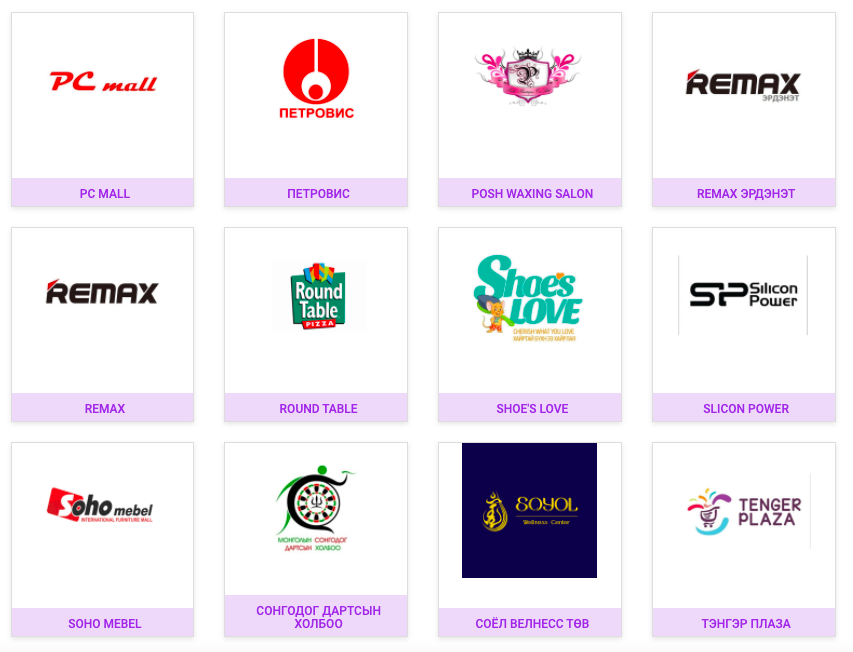 PC mall
PC MALL
ПЕТРОВИС
ПЕТРОВИС
P
POSH WAXING SALON
REMAX
ЭРДЭНЭТ
REMAX ЭРДЭНЭТ
REMAX
REMAX
Round
Table
PIZZA
ROUND TABLE
Shoe's
LOVE
CHERISH WHAT YOU LOVE
ХАЙРТАЙ БҮХНЭЭ ХАЙРЛАЯ
SHOE'S LOVE
SP Silicon
Power
SLICON POWER
Soho mebel
INTERNATIONAL FURNITURE MALL
SOHO MEBEL
МОНГОЛЫН СОНГОДОГ
ДАРТСЫН ХОЛБОО
СОНГОДОГ ДАРТСЫН
ХОЛБОО
SOYOL
Wellness Center
СОЁЛ ВЕЛНЕСС ТӨВ
TENGER
PLAZA
ТЭНГЭР ПЛАЗА